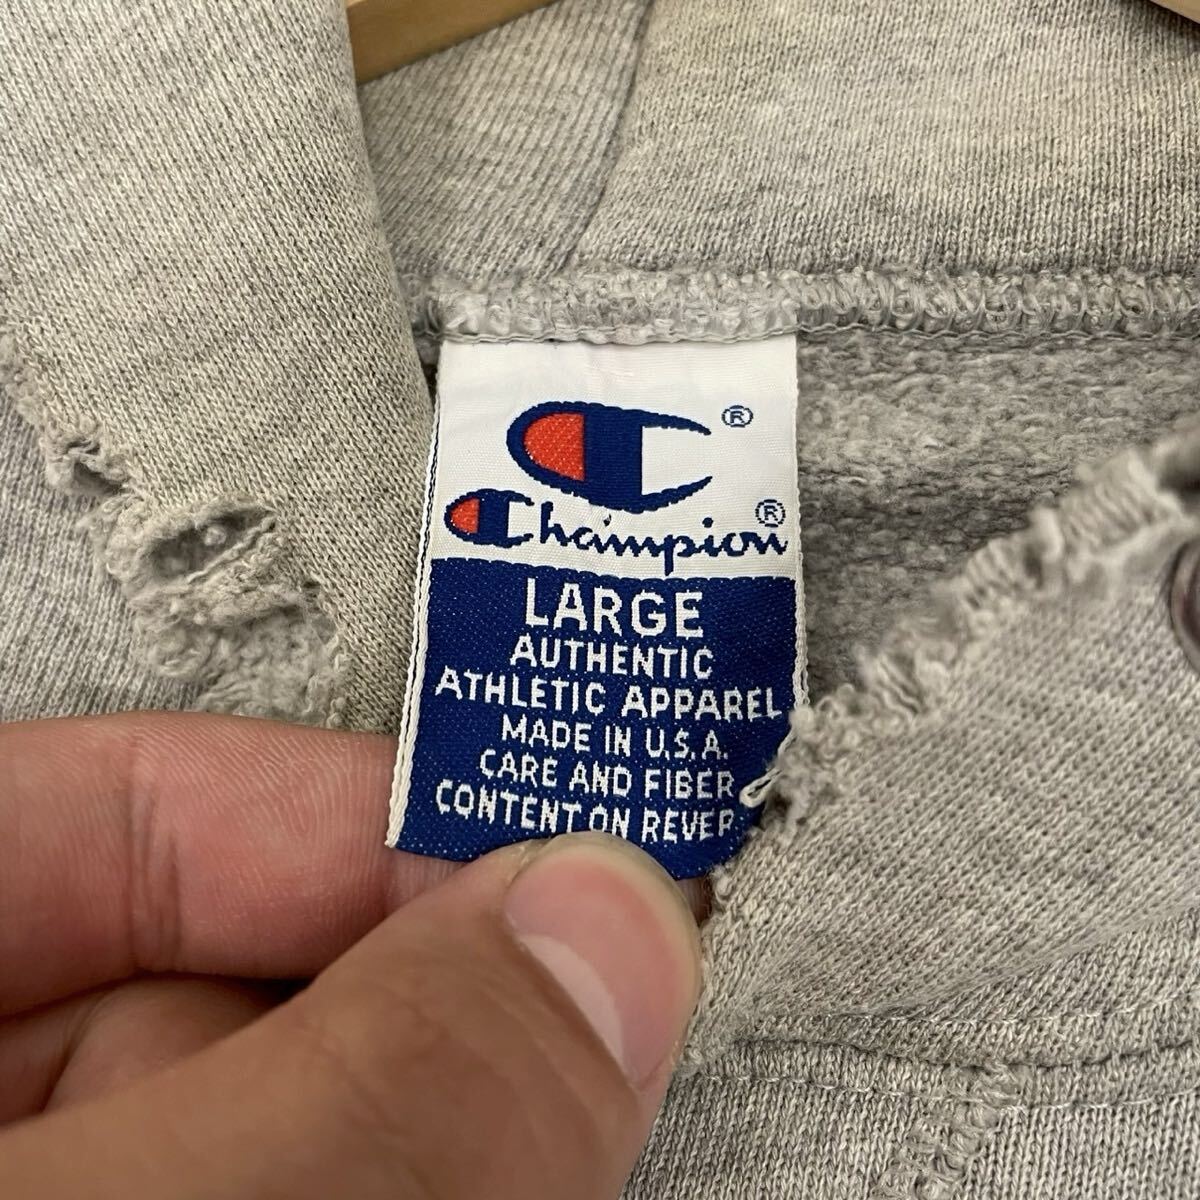 ®
Champion®
LARGE
AUTHENTIC
ATHLETIC APPAREL
MADE IN U.S.A.
CARE AND FIBER
CONTENT ON REVER